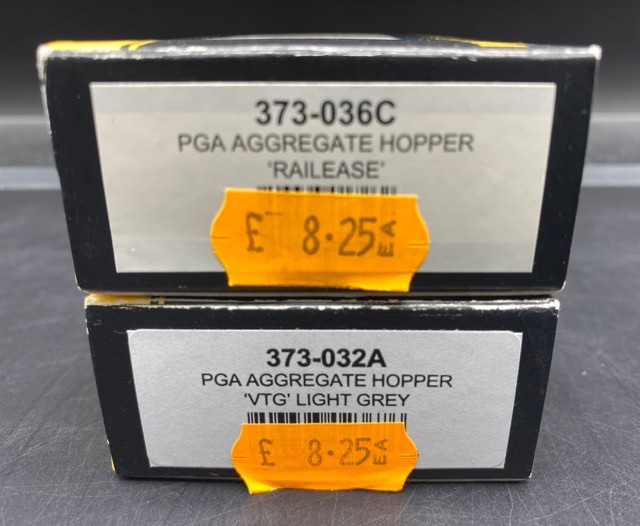 373-036C
PGA AGGREGATE HOPPER
'RAILEASE'
£ 8.25 EA
373-032A
PGA AGGREGATE HOPPER
'VTG' LIGHT GREY
£ 8.25 EA